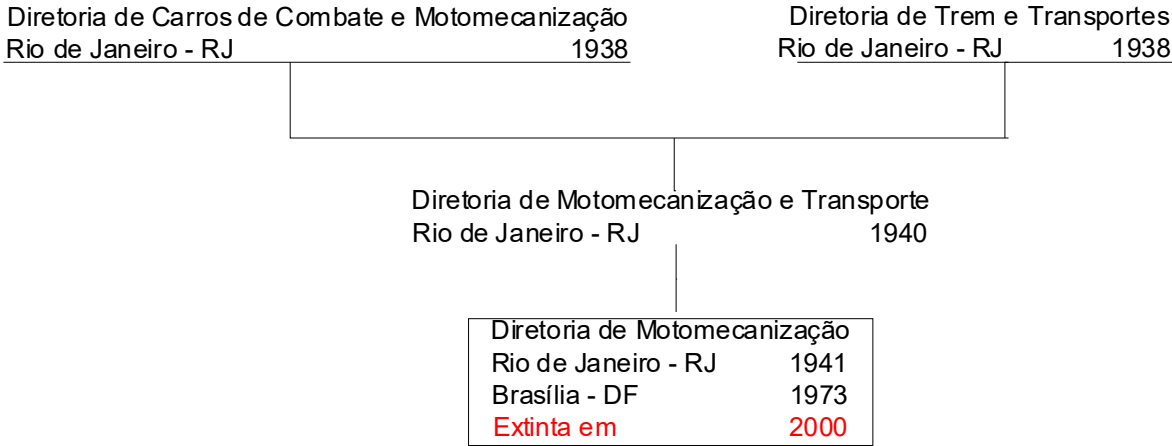 Diretoria de Carros de Combate e Motomecanização
Rio de Janeiro - RJ 1938
Diretoria de Trem e Transportes
Rio de Janeiro - RJ 1938
Diretoria de Motomecanização e Transporte
Rio de Janeiro - RJ 1940
Diretoria de Motomecanização
Rio de Janeiro - RJ 1941
Brasília - DF 1973
Extinta em 2000